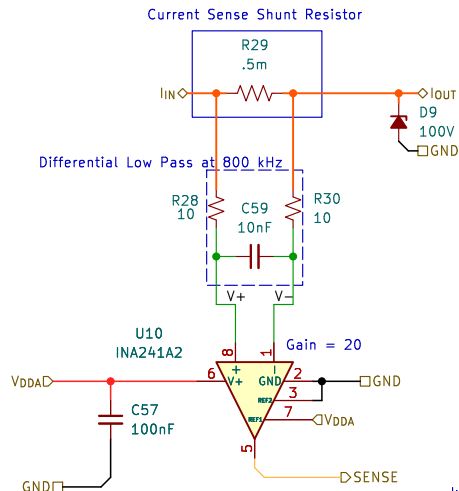 Current Sense Shunt Resistor
R29
.5m
IIN
IOUT
D9
100V
GND
Differential Low Pass at 800 kHz
R28
10
C59
10nF
R30
10
V+
V-
U10
INA241A2
Gain = 20
8
1
+
-
VDDA
6
V+
GND
2
GND
REF2
3
REF1
7
VDDA
C57
100nF
5
SENSE
GND